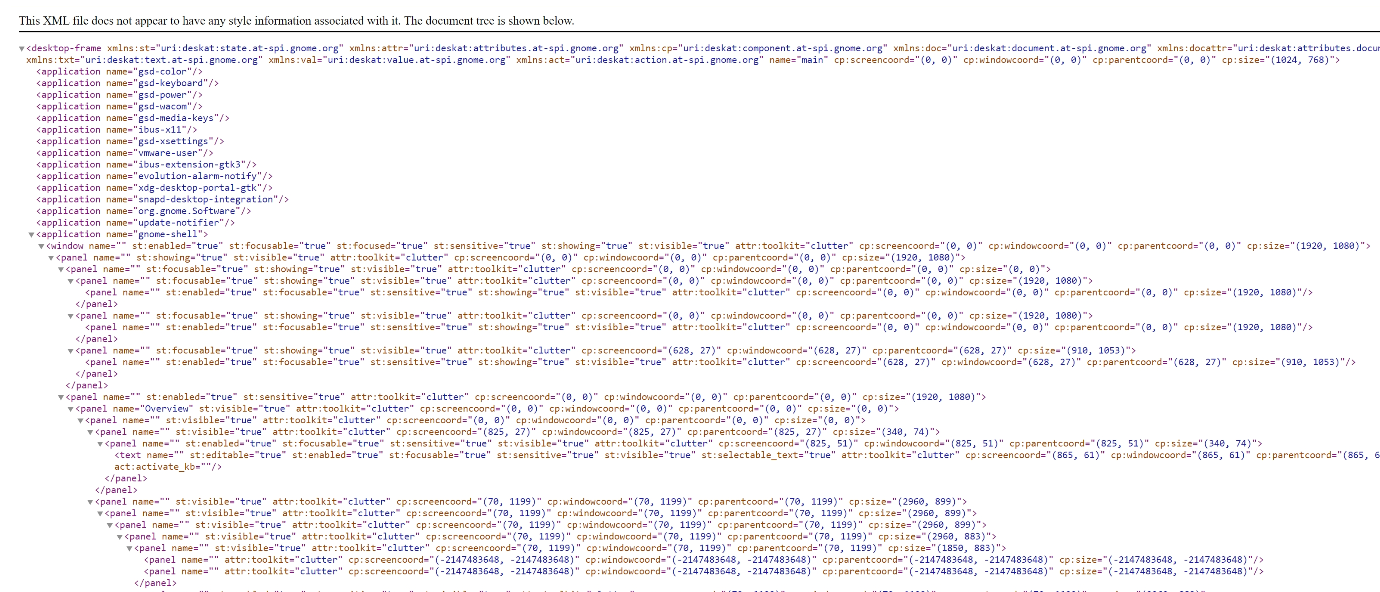 This XML file does not appear to have any style information associated with it. The document tree is shown below.
▼<desktop-frame xmlns:st="uri:deskat:state.at-spi.gnome.org" xmlns:attr="uri:deskat:attributes.at-spi.gnome.org" xmlns:cp="uri:deskat:component.at-spi.gnome.org" xmlns:doc="uri:deskat:document.at-spi.gnome.org" xmlns:docattr="uri:deskat:attributes.docur
xmlns:txt="uri:deskat:text.at-spi.gnome.org" xmlns:val="uri:deskat:value.at-spi.gnome.org" xmlns:act="uri:deskat:action.at-spi.gnome.org" name="main" cp:screencoord="(0, 0)" cp:windowcoord="(0, 0)" cp:parentcoord="(0, 0)" cp:size="(1024, 768)">
<application name="gsd-color"/>
<application name="gsd-keyboard"/>
<application name="gsd-power"/>
<application name="gsd-wacom"/>
<application name="gsd-media-keys"/>
<application name="ibus-x11"/>
<application name="gsd-xsettings"/>
<application name="vmware-user"/>
<application name="ibus-extension-gtk3"/>
<application name="evolution-alarm-notify"/>
<application name="xdg-desktop-portal-gtk"/>
<application name="snapd-desktop-integration"/>
<application name="org.gnome.Software"/>
<application name="update-notifier"/>
▼<application name="gnome-shell">
▼<window name="" st:enabled="true" st:focusable="true" st:focused="true" st:sensitive="true" st:showing="true" st:visible="true" attr:toolkit="clutter" cp:screencoord="(0, 0)" cp:windowcoord="(0, 0)" cp:parentcoord="(0, 0)" cp:size="(1920, 1080)">
▼<panel name="" st:showing="true" st:visible="true" attr:toolkit="clutter" cp:screencoord="(0, 0)" cp:windowcoord="(0, 0)" cp:parentcoord="(0, 0)" cp:size="(1920, 1080)">
▼<panel name="" st:focusable="true" st:showing="true" st:visible="true" attr:toolkit="clutter" cp:screencoord="(0, 0)" cp:windowcoord="(0, 0)" cp:parentcoord="(0, 0)" cp:size="(0, 0)">
▼<panel name="" st:focusable="true" st:showing="true" st:visible="true" attr:toolkit="clutter" cp:screencoord="(0, 0)" cp:windowcoord="(0, 0)" cp:parentcoord="(0, 0)" cp:size="(1920, 1080)">
<panel name="" st:enabled="true" st:focusable="true" st:sensitive="true" st:showing="true" st:visible="true" attr:toolkit="clutter" cp:screencoord="(0, 0)" cp:windowcoord="(0, 0)" cp:parentcoord="(0, 0)" cp:size="(1920, 1080)"/>
</panel>
▼<panel name="" st:focusable="true" st:showing="true" st:visible="true" attr:toolkit="clutter" cp:screencoord="(0, 0)" cp:windowcoord="(0, 0)" cp:parentcoord="(0, 0)" cp:size="(1920, 1080)">
<panel name="" st:enabled="true" st:focusable="true" st:sensitive="true" st:showing="true" st:visible="true" attr:toolkit="clutter" cp:screencoord="(0, 0)" cp:windowcoord="(0, 0)" cp:parentcoord="(0, 0)" cp:size="(1920, 1080)"/>
</panel>
▼<panel name="" st:focusable="true" st:showing="true" st:visible="true" attr:toolkit="clutter" cp:screencoord="(628, 27)" cp:windowcoord="(628, 27)" cp:parentcoord="(628, 27)" cp:size="(910, 1053)">
<panel name="" st:enabled="true" st:focusable="true" st:sensitive="true" st:showing="true" st:visible="true" attr:toolkit="clutter" cp:screencoord="(628, 27)" cp:windowcoord="(628, 27)" cp:parentcoord="(628, 27)" cp:size="(910, 1053)"/>
</panel>
</panel>
▼<panel name="" st:enabled="true" st:sensitive="true" st:visible="true" attr:toolkit="clutter" cp:screencoord="(0, 0)" cp:windowcoord="(0, 0)" cp:parentcoord="(0, 0)" cp:size="(1920, 1080)">
▼<panel name="Overview" st:visible="true" attr:toolkit="clutter" cp:screencoord="(0, 0)" cp:windowcoord="(0, 0)" cp:parentcoord="(0, 0)" cp:size="(0, 0)">
▼<panel name="" st:visible="true" attr:toolkit="clutter" cp:screencoord="(0, 0)" cp:windowcoord="(0, 0)" cp:parentcoord="(0, 0)" cp:size="(0, 0)">
▼<panel name="" st:visible="true" attr:toolkit="clutter" cp:screencoord="(825, 27)" cp:windowcoord="(825, 27)" cp:parentcoord="(825, 27)" cp:size="(340, 74)">
▼<panel name="" st:enabled="true" st:focusable="true" st:sensitive="true" st:visible="true" attr:toolkit="clutter" cp:screencoord="(825, 51)" cp:windowcoord="(825, 51)" cp:parentcoord="(825, 51)" cp:size="(340, 74)">
<text name="" st:editable="true" st:enabled="true" st:focusable="true" st:sensitive="true" st:visible="true" st:selectable_text="true" attr:toolkit="clutter" cp:screencoord="(865, 61)" cp:windowcoord="(865, 61)" cp:parentcoord="(865, 6
act:activate_kb=""/>
</panel>
</panel>
▼<panel name="" st:visible="true" attr:toolkit="clutter" cp:screencoord="(70, 1199)" cp:windowcoord="(70, 1199)" cp:parentcoord="(70, 1199)" cp:size="(2960, 899)">
▼<panel name="" st:visible="true" attr:toolkit="clutter" cp:screencoord="(70, 1199)" cp:windowcoord="(70, 1199)" cp:parentcoord="(70, 1199)" cp:size="(2960, 899)">
▼<panel name="" st:visible="true" attr:toolkit="clutter" cp:screencoord="(70, 1199)" cp:windowcoord="(70, 1199)" cp:parentcoord="(70, 1199)" cp:size="(2960, 899)">
▼<panel name="" st:visible="true" attr:toolkit="clutter" cp:screencoord="(70, 1199)" cp:windowcoord="(70, 1199)" cp:parentcoord="(70, 1199)" cp:size="(2960, 883)">
▼<panel name="" st:visible="true" attr:toolkit="clutter" cp:screencoord="(70, 1199)" cp:windowcoord="(70, 1199)" cp:parentcoord="(70, 1199)" cp:size="(1850, 883)">
<panel name="" attr:toolkit="clutter" cp:screencoord="(-2147483648, -2147483648)" cp:windowcoord="(-2147483648, -2147483648)" cp:parentcoord="(-2147483648, -2147483648)" cp:size="(-2147483648, -2147483648)"/>
<panel name="" attr:toolkit="clutter" cp:screencoord="(-2147483648, -2147483648)" cp:windowcoord="(-2147483648, -2147483648)" cp:parentcoord="(-2147483648, -2147483648)" cp:size="(-2147483648, -2147483648)"/>
</panel>